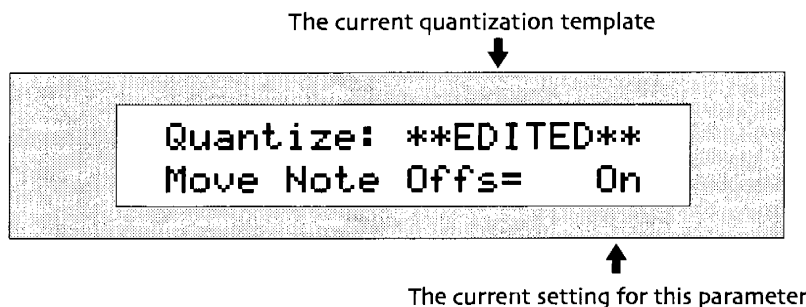 The current quantization template
Quantize: **EDITED**
Move Note Offs= On
The current setting for this parameter